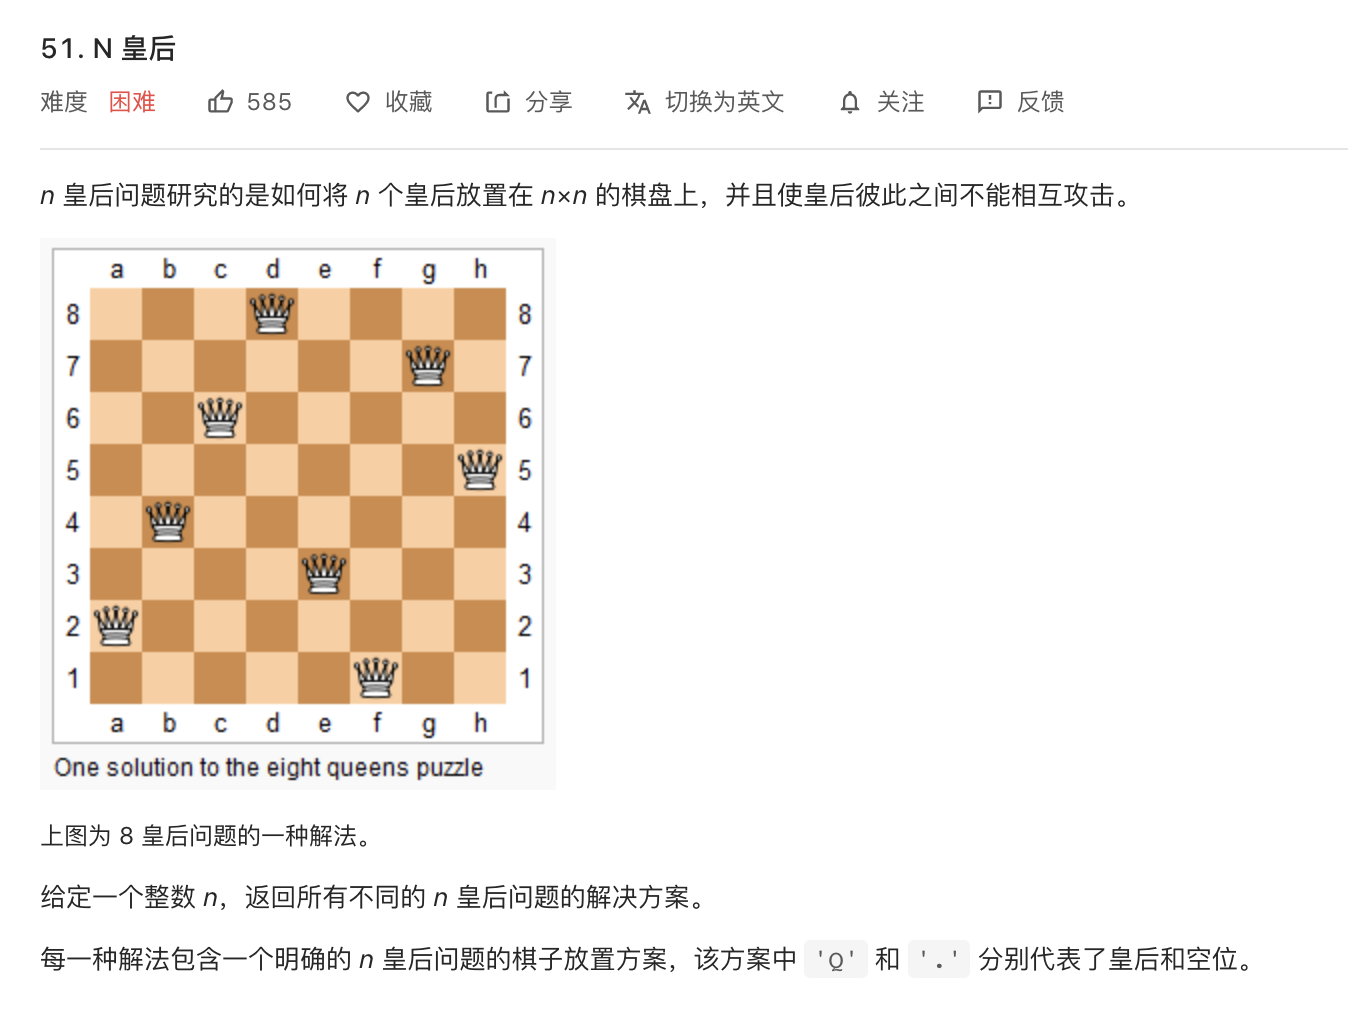 51. N 皇后
难度 困难 585 收藏 分享 切换为英文 关注 反馈
n 皇后问题研究的是如何将 n 个皇后放置在 n×n 的棋盘上，并且使皇后彼此之间不能相互攻击。
a b c d e f g h
8 8
7 7
6 6
5 5
4 4
3 3
2 2
1 1
a b c d e f g h
One solution to the eight queens puzzle
上图为 8 皇后问题的一种解法。
给定一个整数 n，返回所有不同的 n 皇后问题的解决方案。
每一种解法包含一个明确的 n 皇后问题的棋子放置方案，该方案中 'Q' 和 '.' 分别代表了皇后和空位。